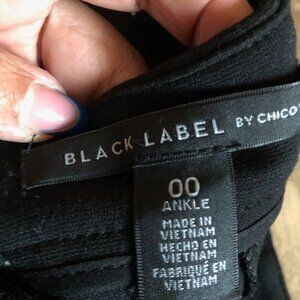 BLACK LABEL BY CHICO
00
ANKLE
MADE IN
VIETNAM
HECHO EN
VIETNAM
FABRIQUÉ EN
VIETNAM